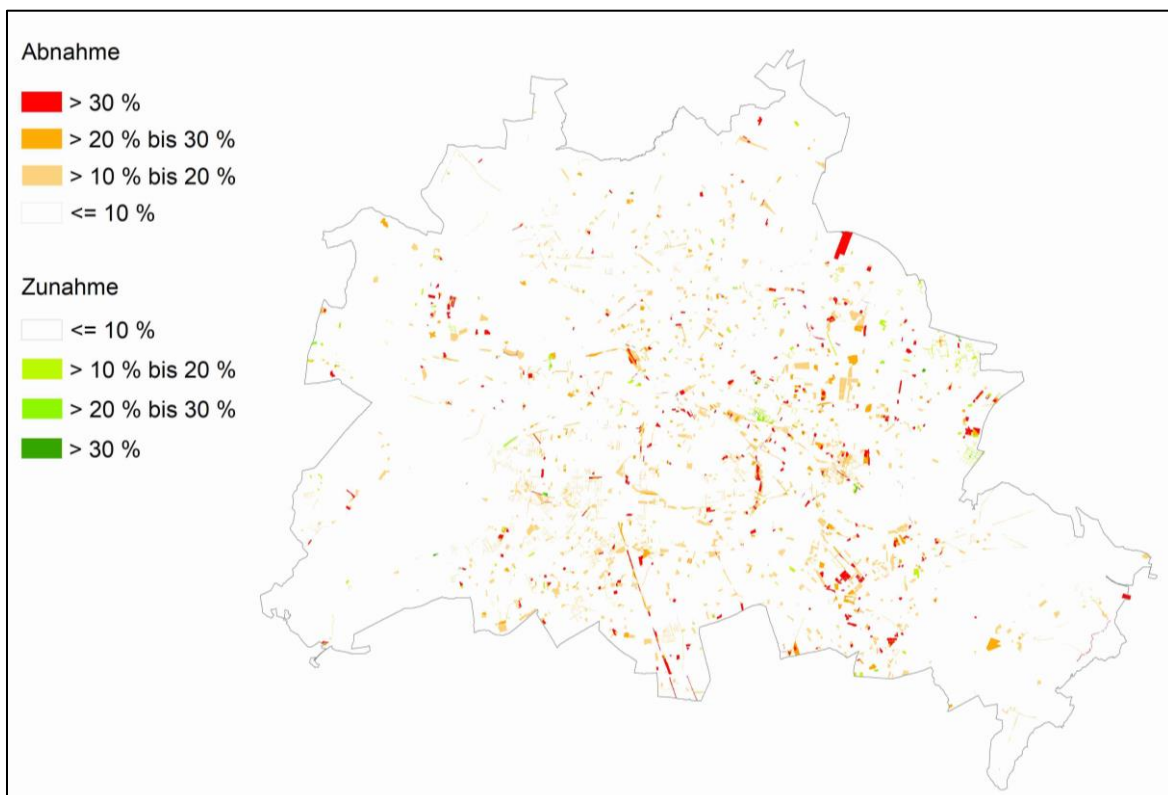 Abnahme
> 30 %
> 20 % bis 30 %
> 10 % bis 20 %
<= 10 %
Zunahme
<= 10 %
> 10 % bis 20 %
> 20 % bis 30 %
> 30 %